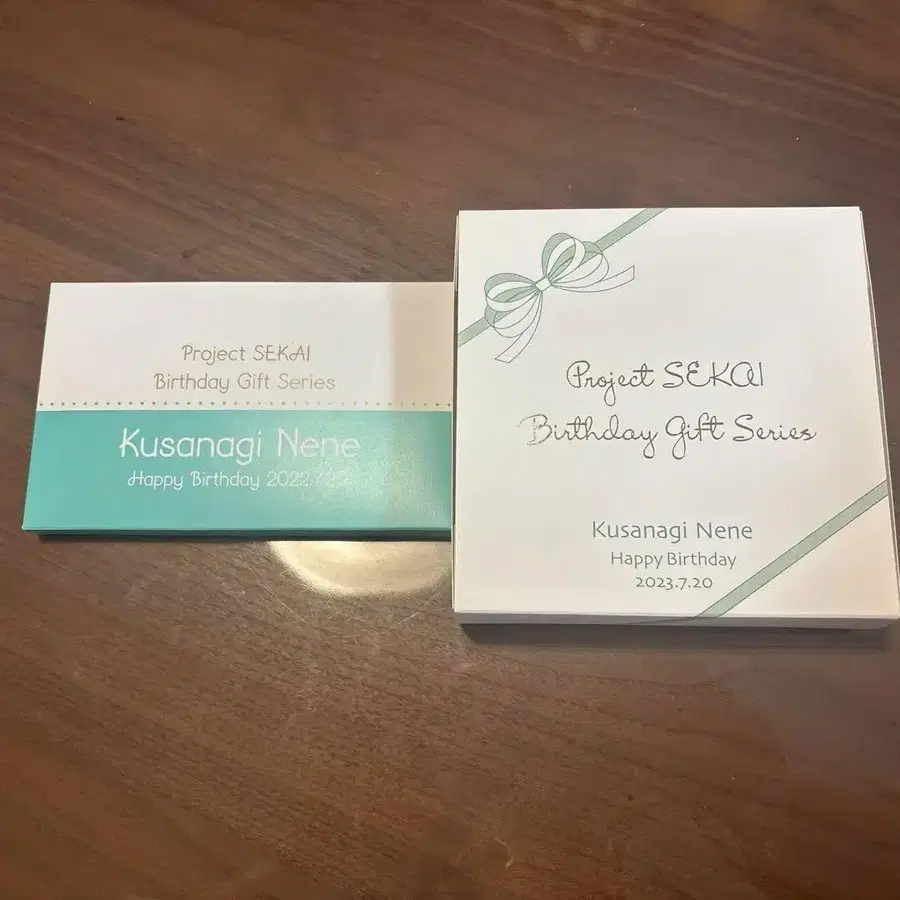 Project SEKAI
Birthday Gift Series
Kusanagi Nene
Happy Birthday 2022.7.20
Project SEKAI
Birthday Gift Series
Kusanagi Nene
Happy Birthday
2023.7.20